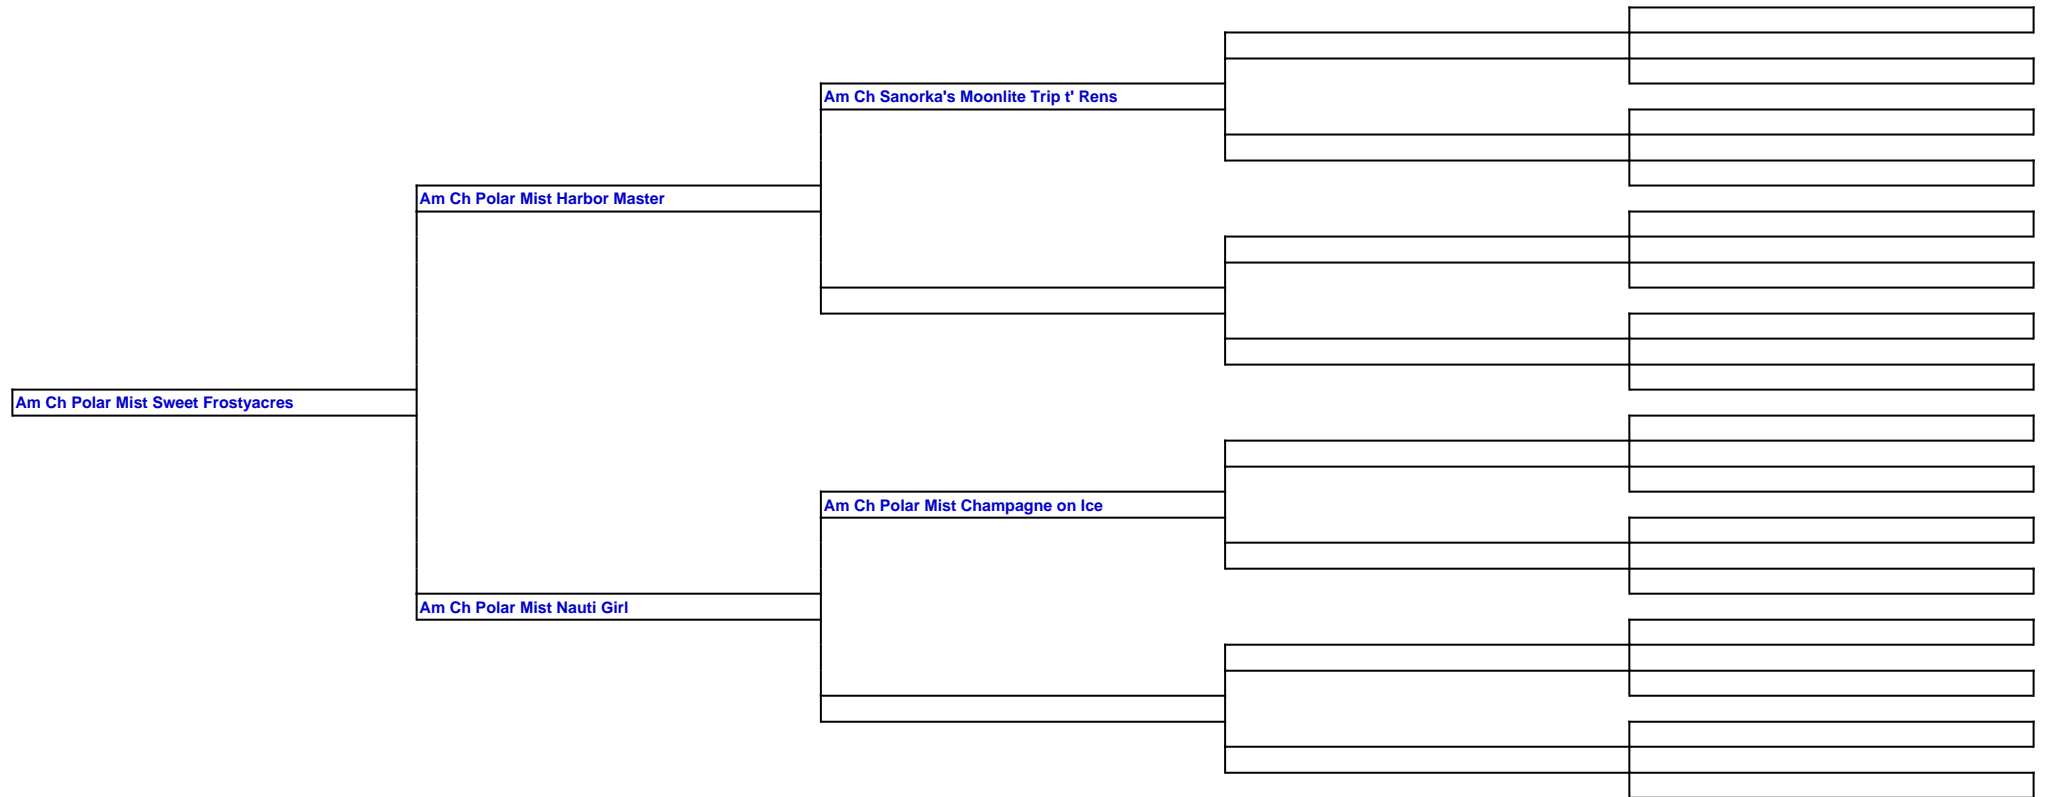 Am Ch Sanorka's Moonlite Trip t' Rens
Am Ch Polar Mist Harbor Master
Am Ch Polar Mist Sweet Frostyacres
Am Ch Polar Mist Champagne on Ice
Am Ch Polar Mist Nauti Girl